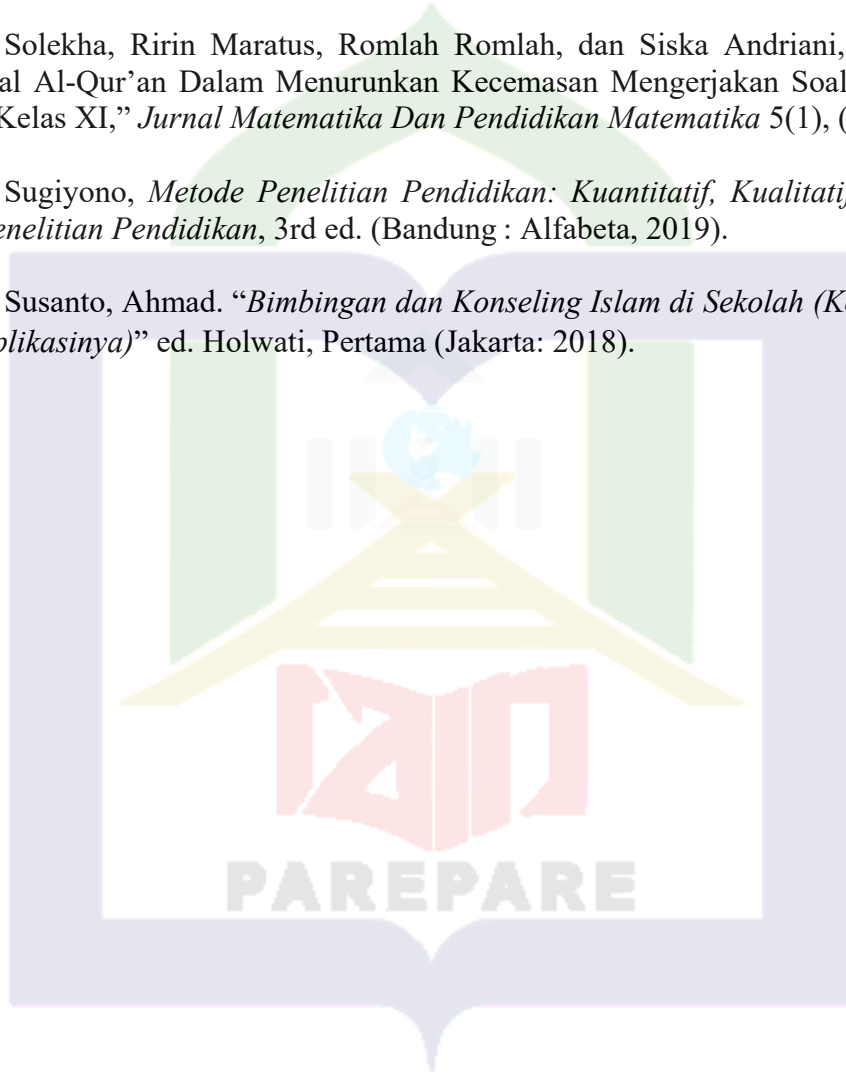 Solekha, Ririn Maratus, Romlah Romlah, dan Siska Andriani,
al Al-Qur’an Dalam Menurunkan Kecemasan Mengerjakan Soal
Kelas XI,” Jurnal Matematika Dan Pendidikan Matematika 5(1), (
Sugiyono, Metode Penelitian Pendidikan: Kuantitatif, Kualitatif
enelitian Pendidikan, 3rd ed. (Bandung : Alfabeta, 2019).
Susanto, Ahmad. “Bimbingan dan Konseling Islam di Sekolah (K
plikasinya)” ed. Holwati, Pertama (Jakarta: 2018).
iain
PAREPARE